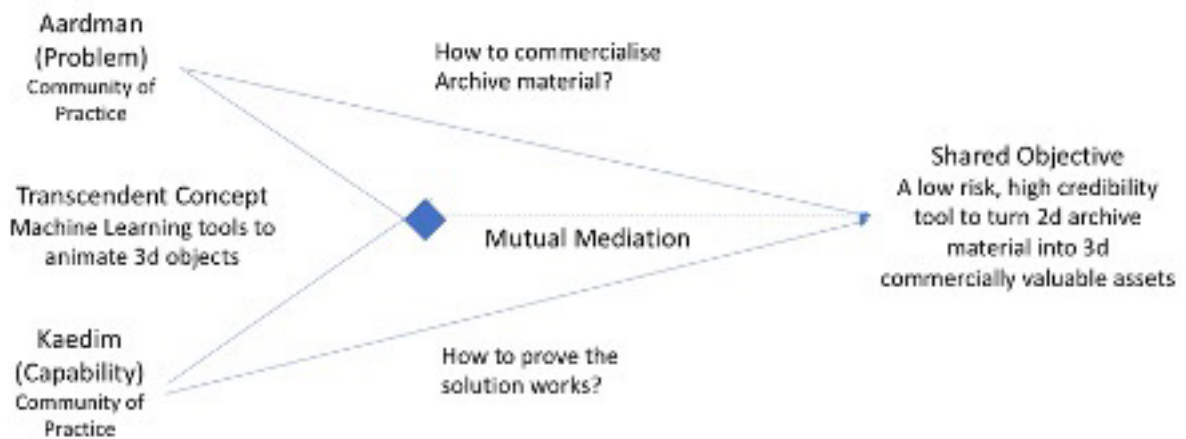 Aardman
(Problem)
Community of
Practice
How to commercialise
Archive material?
Transcendent Concept
Machine Learning tools to
animate 3d objects
Mutual Mediation
Shared Objective
A low risk, high credibility
tool to turn 2d archive
material into 3d
commercially valuable assets
Kaedim
(Capability)
Community of
Practice
How to prove the
solution works?